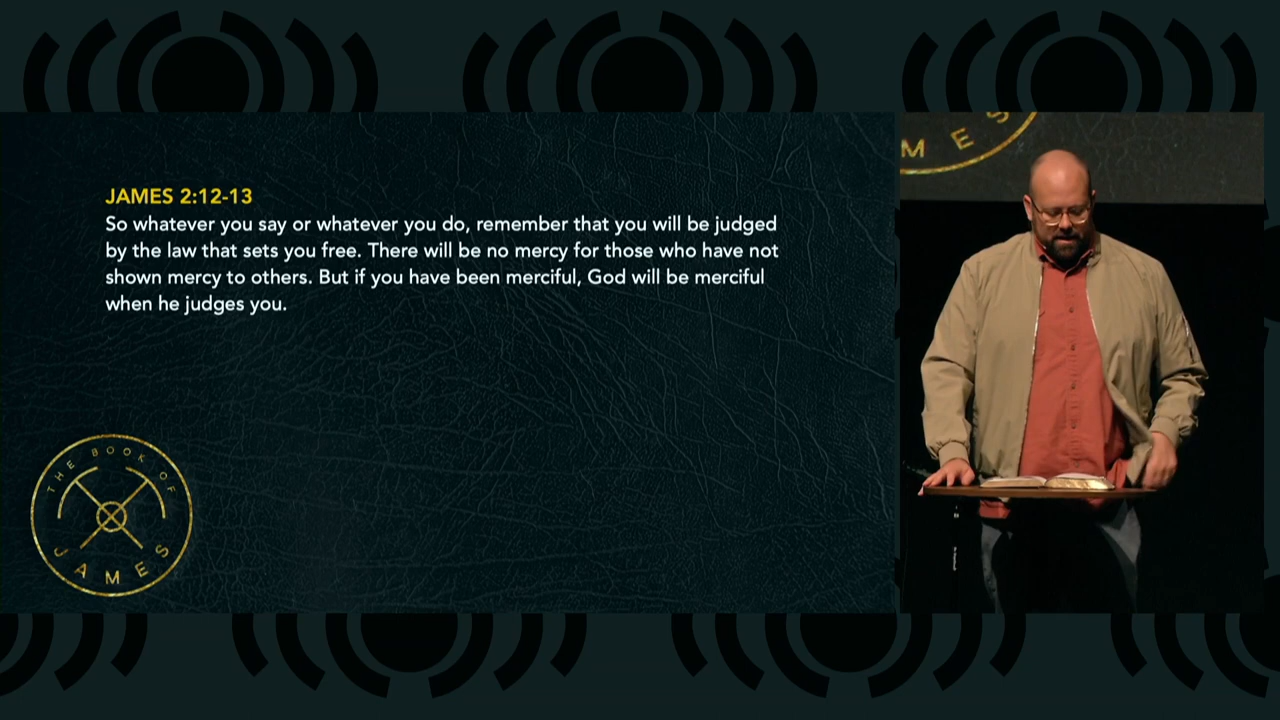 JAMES 2:12-13
So whatever you say or whatever you do, remember that you will be judged
by the law that sets you free. There will be no mercy for those who have not
shown mercy to others. But if you have been merciful, God will be merciful
when he judges you.
THE BOOK OF
JAMES
MES